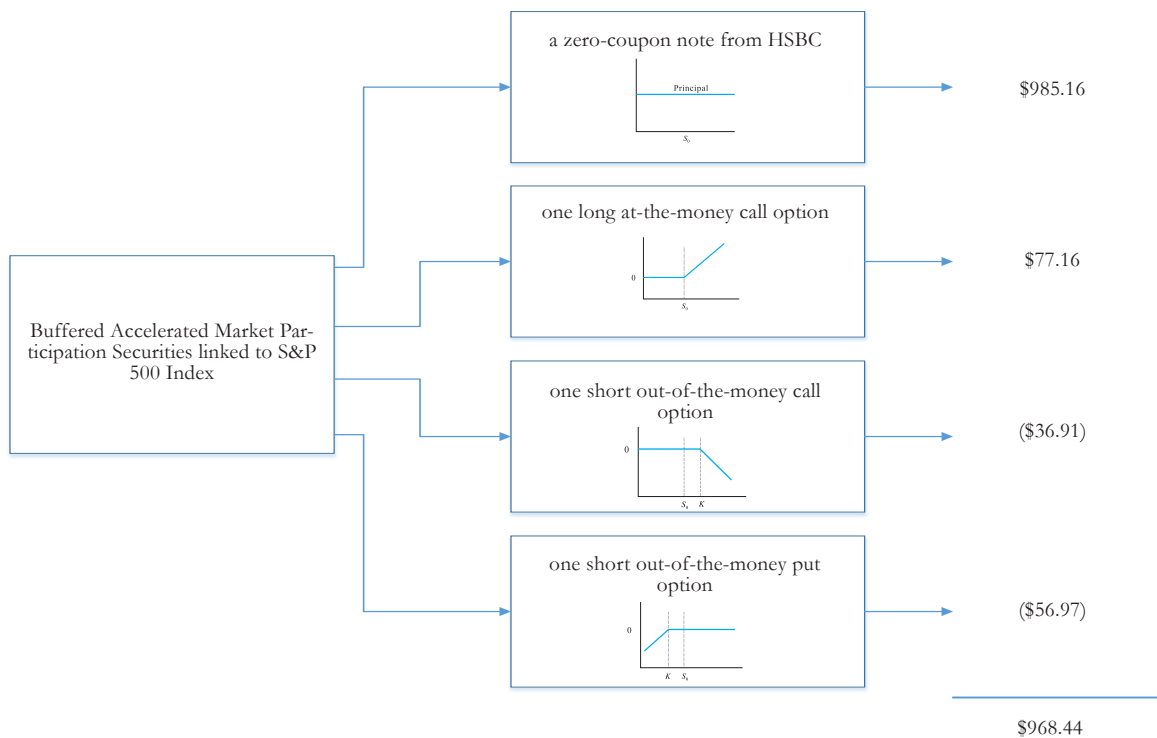 a zero-coupon note from HSBC
Principal
S₀
$985.16
one long at-the-money call option
0
S₀
$77.16
Buffered Accelerated Market Par-
ticipation Securities linked to S&P
500 Index
one short out-of-the-money call
option
0
S₀ K
($36.91)
one short out-of-the-money put
option
0
K S₀
($56.97)
$968.44